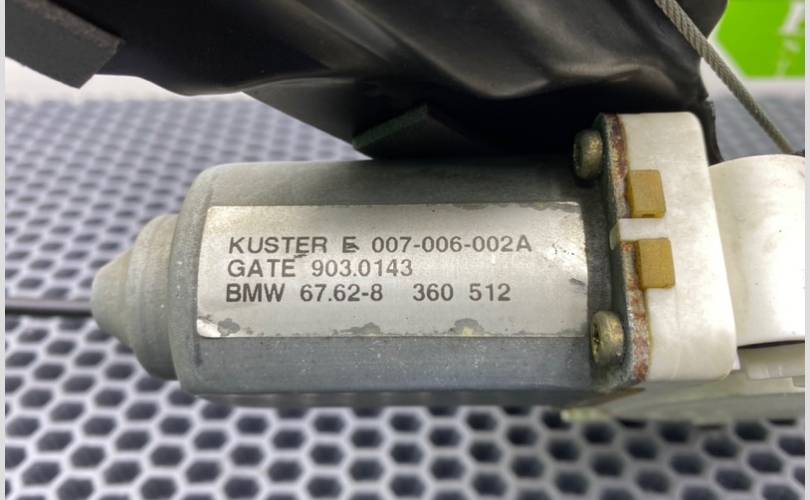 KUSTER E 007-006-002A
GATE 903.0143
BMW 67.62-8 360 512